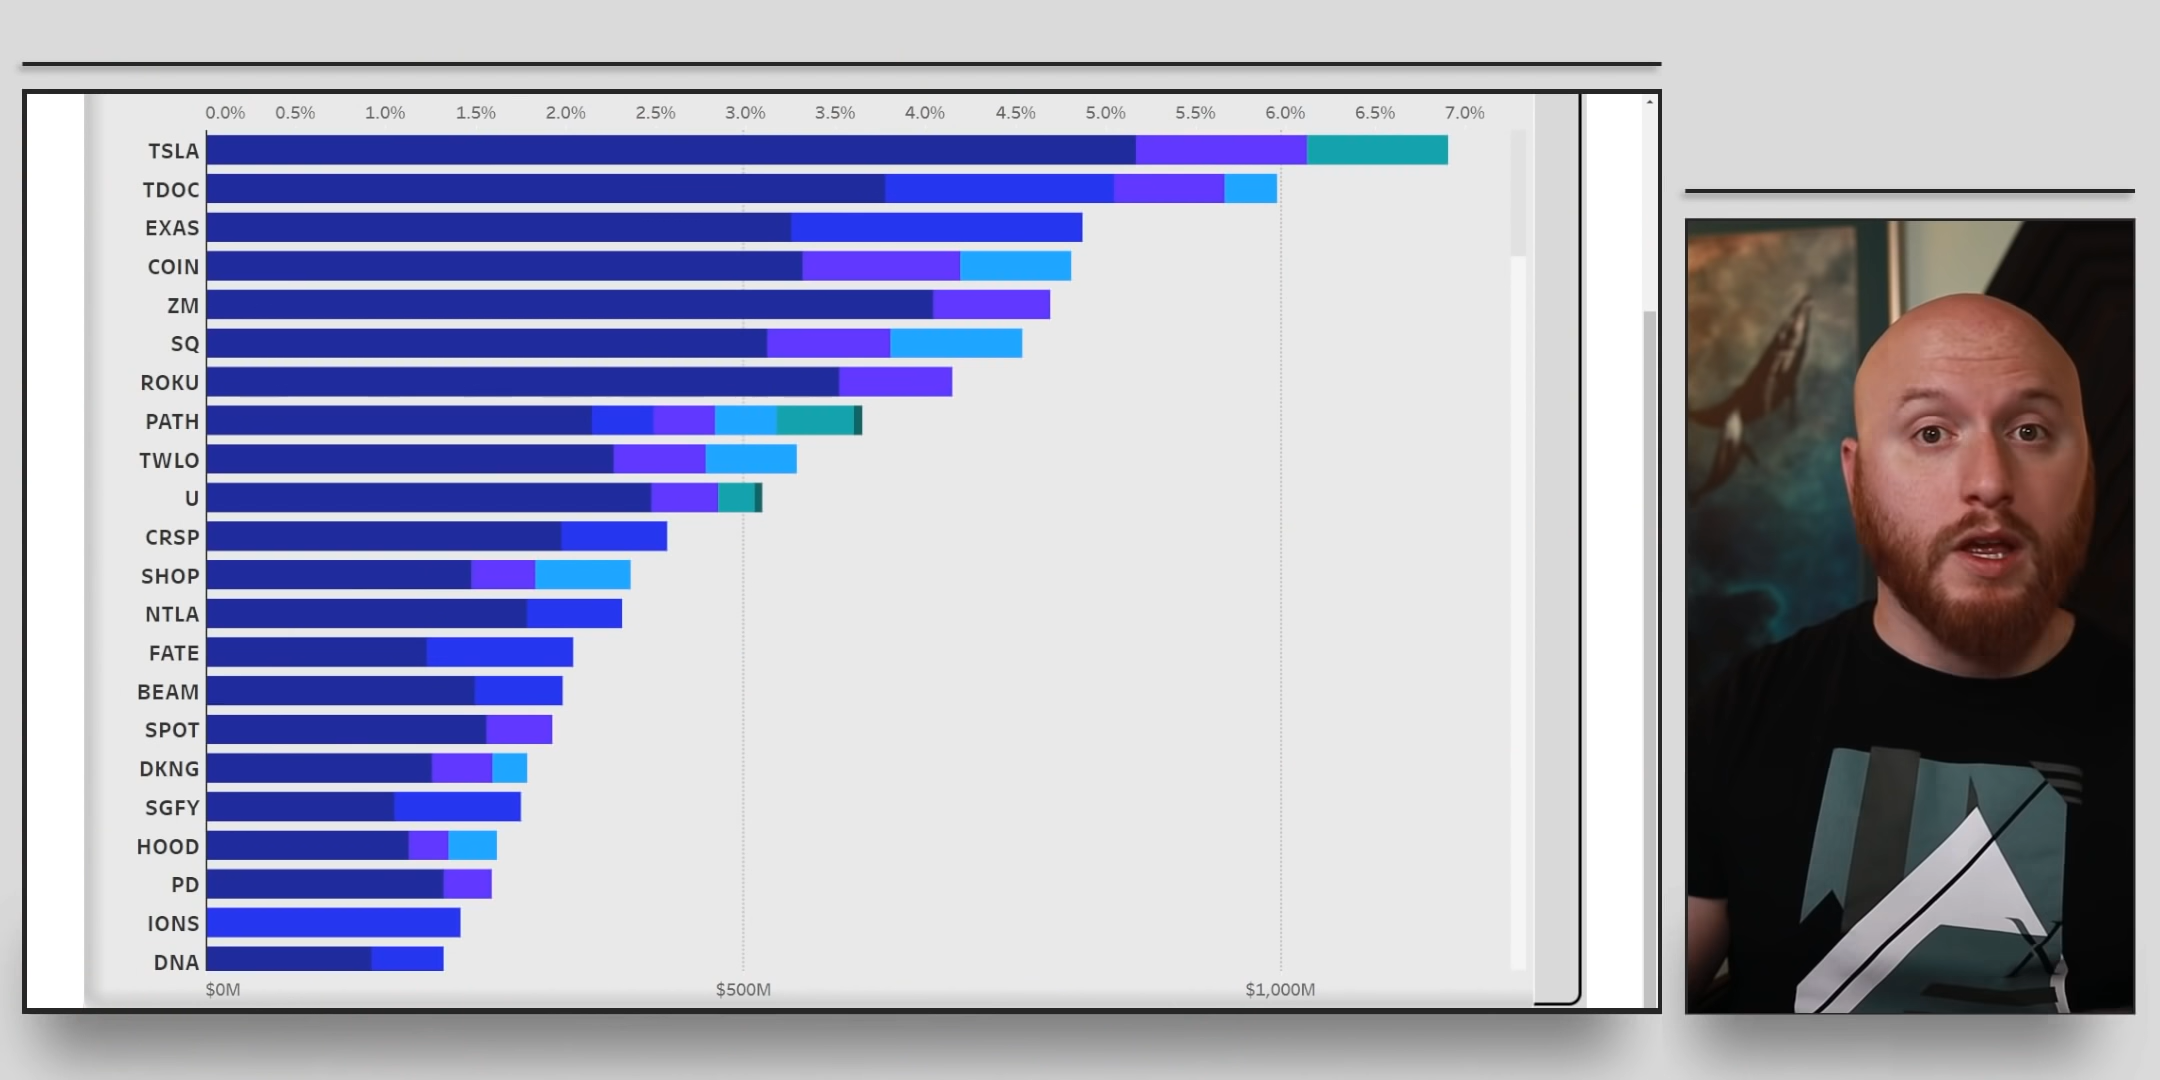 0.0% 0.5% 1.0% 1.5% 2.0% 2.5% 3.0% 3.5% 4.0% 4.5% 5.0% 5.5% 6.0% 6.5% 7.0%
TSLA
TDOC
EXAS
COIN
ZM
SQ
ROKU
PATH
TWLO
U
CRSP
SHOP
NTLA
FATE
BEAM
SPOT
DKNG
SGFY
HOOD
PD
IONS
DNA
$0M $500M $1,000M